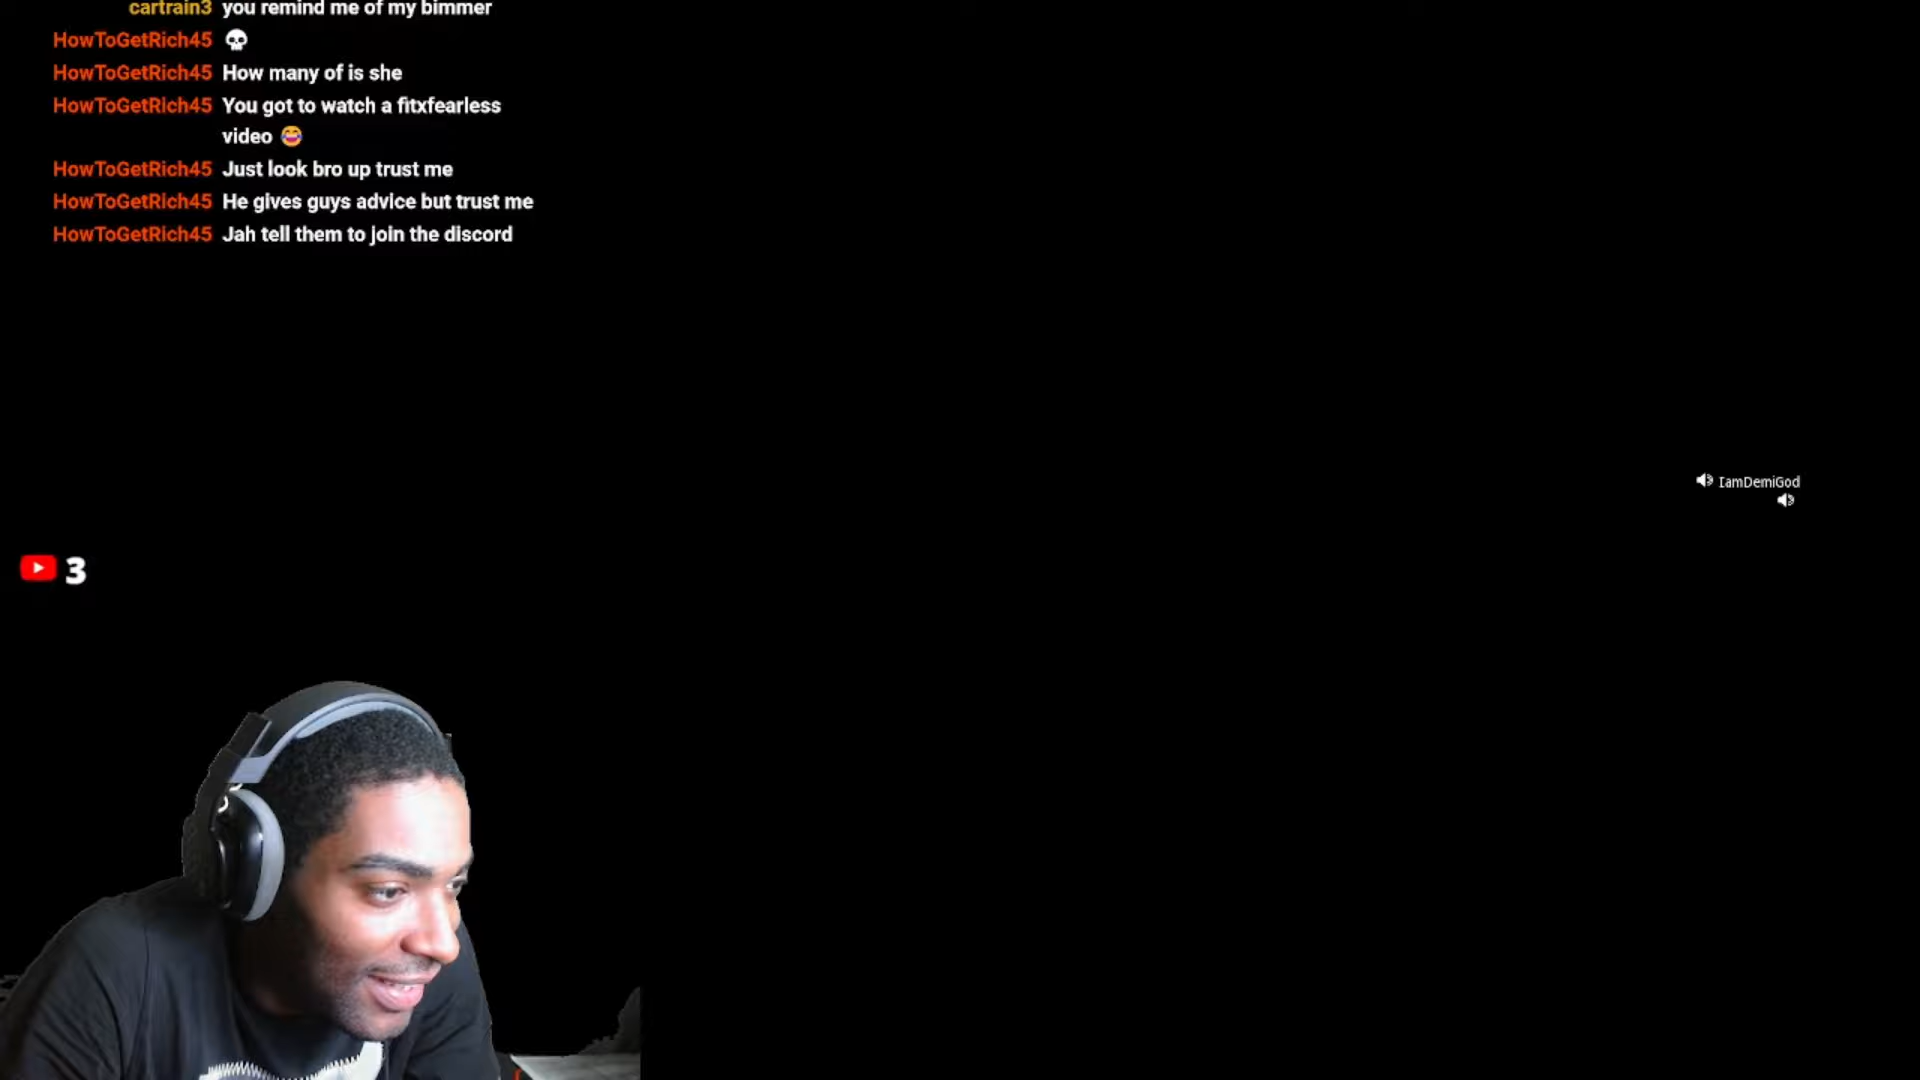 cartrain3 you remind me of my bimmer
HowToGetRich45 💀
HowToGetRich45 How many of is she
HowToGetRich45 You got to watch a fitxfearless
video 😂
HowToGetRich45 Just look bro up trust me
HowToGetRich45 He gives guys advice but trust me
HowToGetRich45 Jah tell them to join the discord
IamDemiGod
3